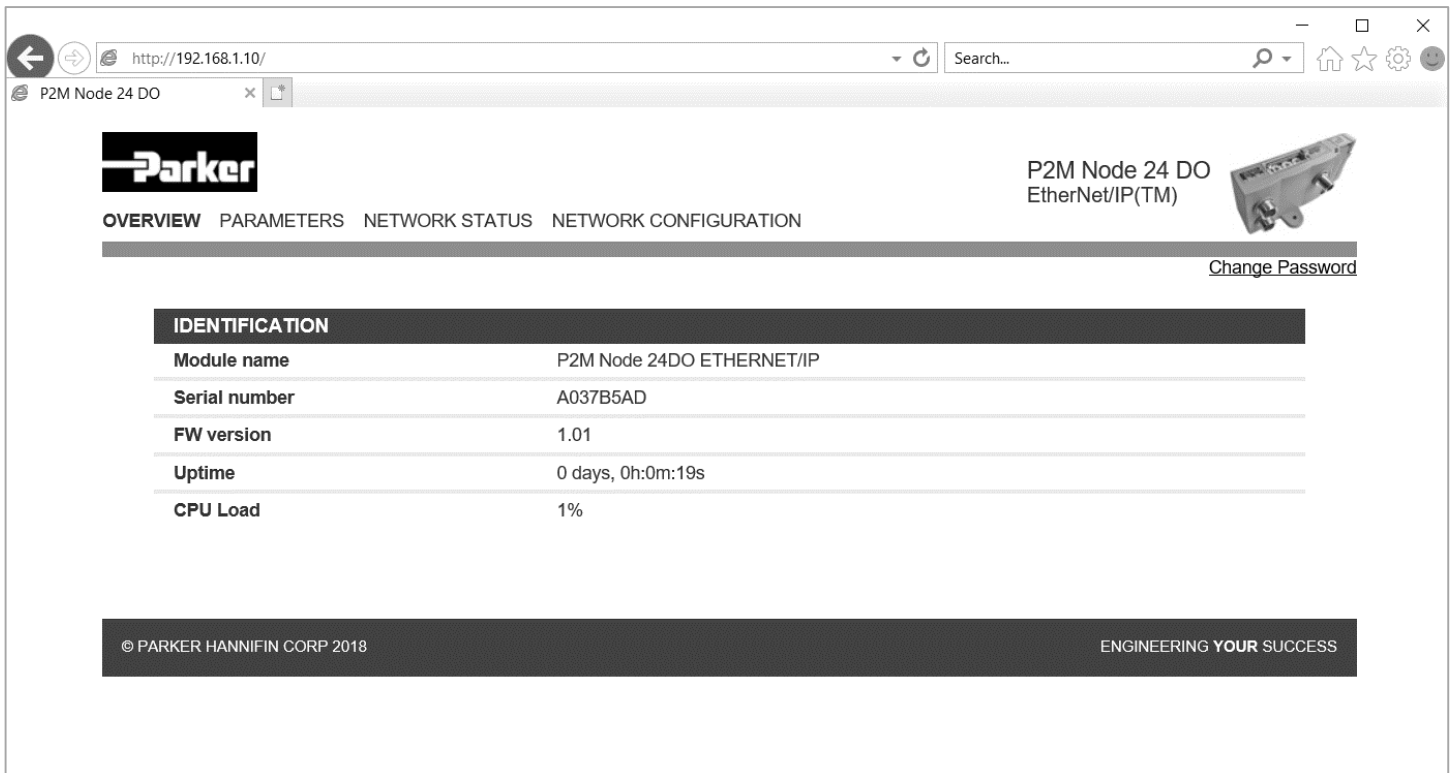 http://192.168.1.10/
Search...
P2M Node 24 DO
Parker
P2M Node 24 DO
EtherNet/IP(TM)
OVERVIEW PARAMETERS NETWORK STATUS NETWORK CONFIGURATION
Change Password
IDENTIFICATION
Module name P2M Node 24DO ETHERNET/IP
Serial number A037B5AD
FW version 1.01
Uptime 0 days, 0h:0m:19s
CPU Load 1%
© PARKER HANNIFIN CORP 2018 ENGINEERING YOUR SUCCESS